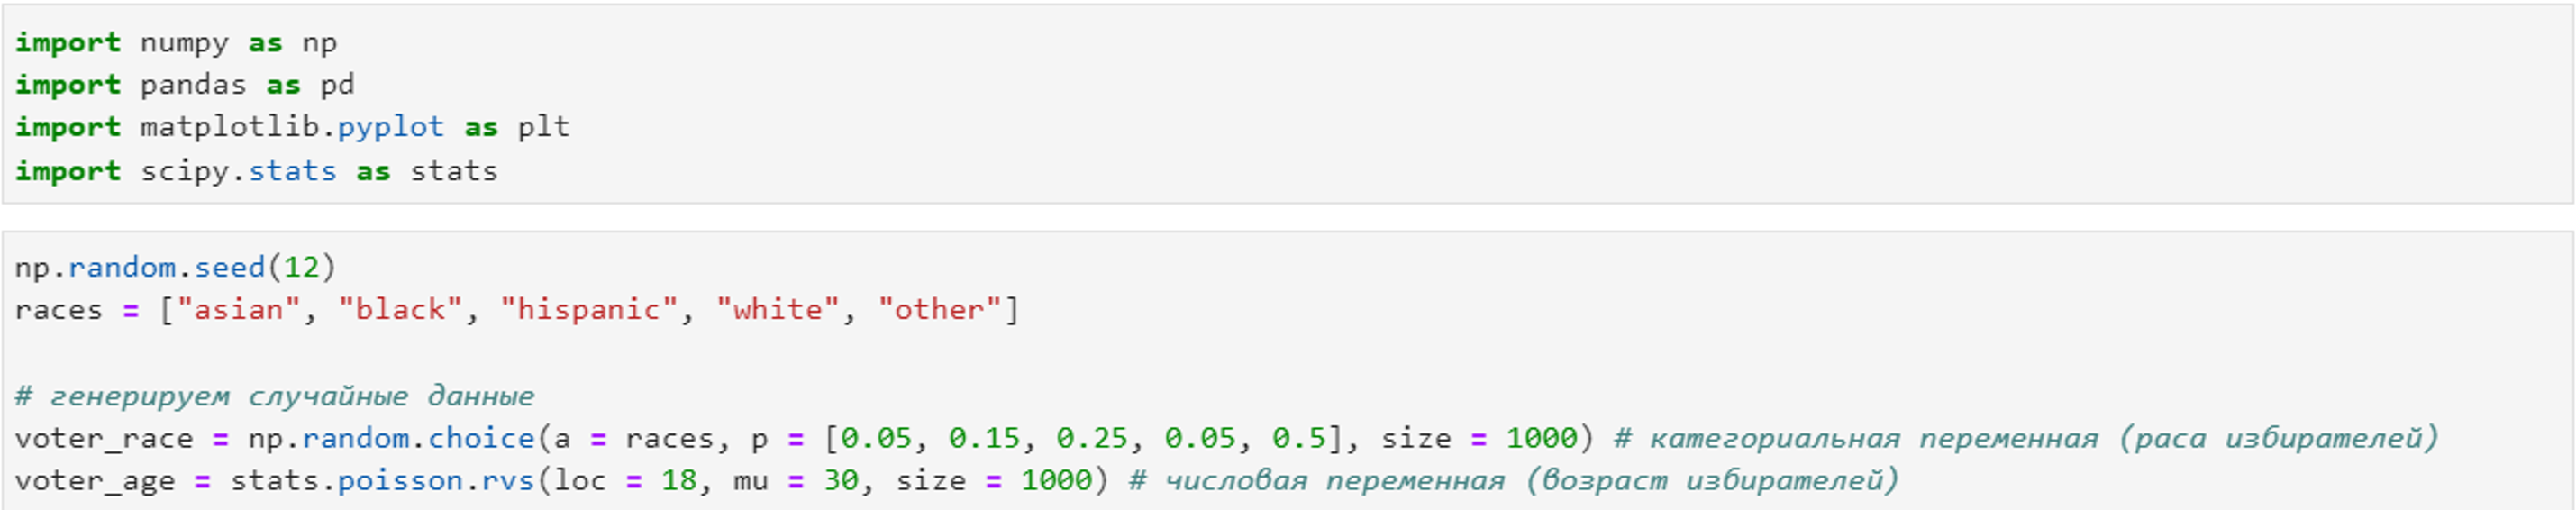 import numpy as np
import pandas as pd
import matplotlib.pyplot as plt
import scipy.stats as stats
np.random.seed(12)
races = ["asian", "black", "hispanic", "white", "other"]
# генерируем случайные данные
voter_race = np.random.choice(a = races, p = [0.05, 0.15, 0.25, 0.05, 0.5], size = 1000) # категориальная переменная (раса избирателей)
voter_age = stats.poisson.rvs(loc = 18, mu = 30, size = 1000) # числовая переменная (возраст избирателей)